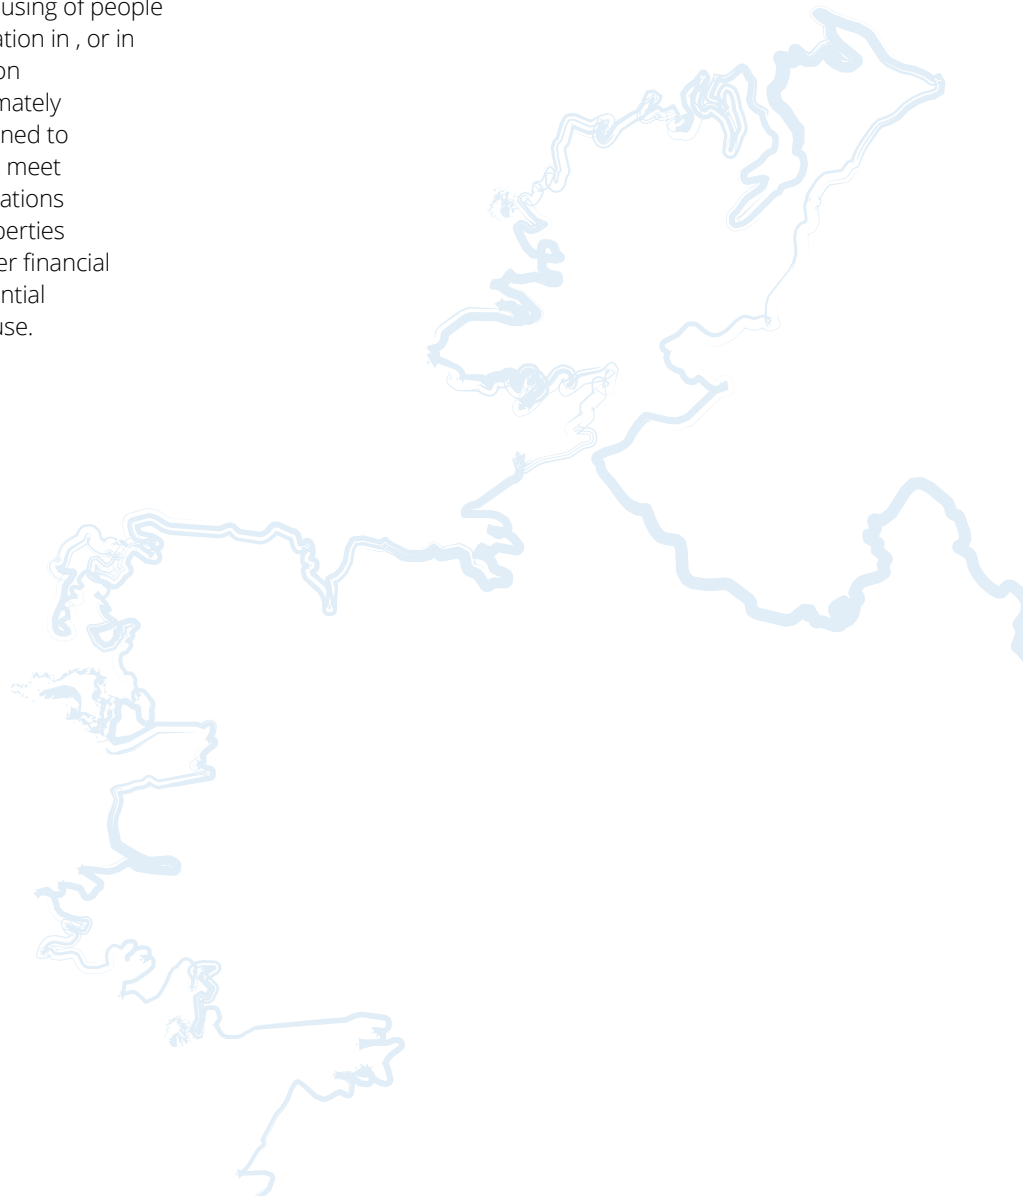 using of people
ation in , or in
on
mately
ned to
meet
ations
perties
er financial
ntial
use.